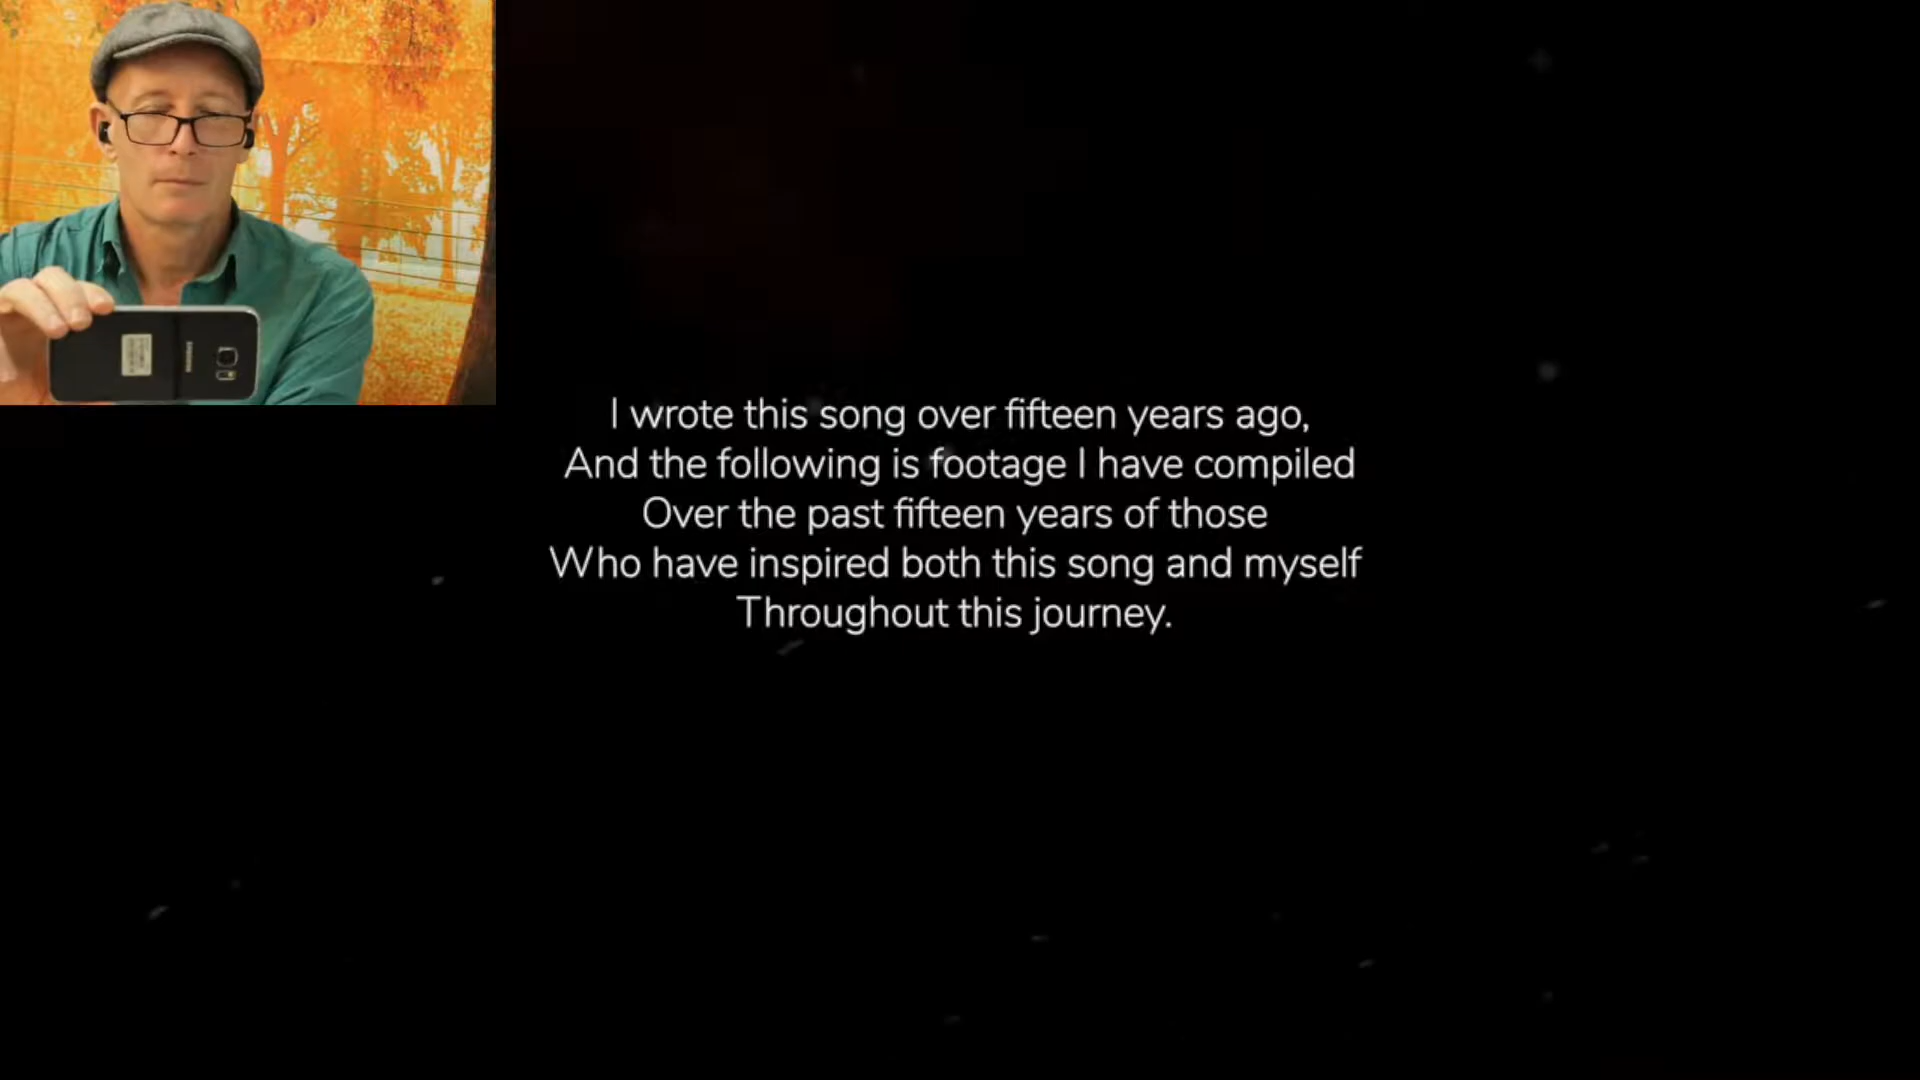 I wrote this song over fifteen years ago,
And the following is footage I have compiled
Over the past fifteen years of those
Who have inspired both this song and myself
Throughout this journey.